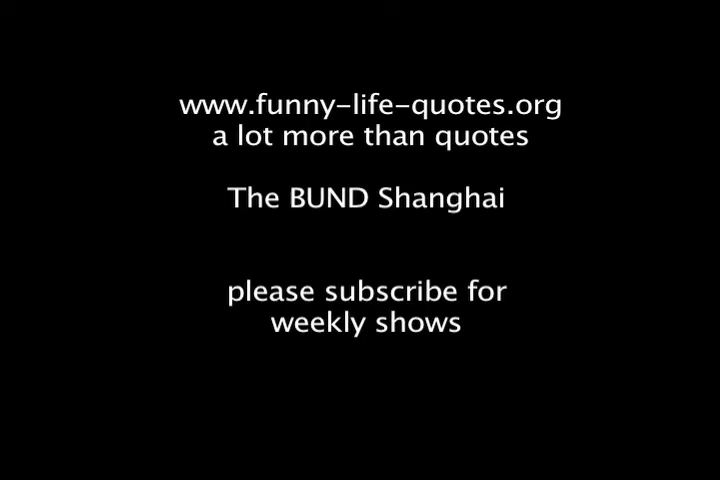 www.funny-life-quotes.org
a lot more than quotes
The BUND Shanghai
please subscribe for
weekly shows